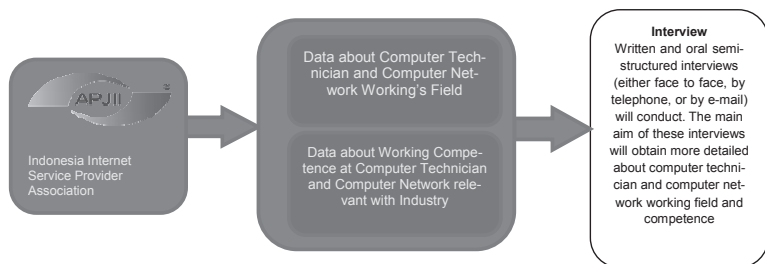 APJII
Indonesia Internet
Service Provider
Association
Data about Computer Tech-
nician and Computer Net-
work Working's Field
Data about Working Compe-
tence at Computer Technician
and Computer Network rele-
vant with Industry
Interview
Written and oral semi-
structured interviews
(either face to face, by
telephone, or by e-mail)
will conduct. The main
aim of these interviews
will obtain more detailed
about computer techni-
cian and computer net-
work working field and
competence